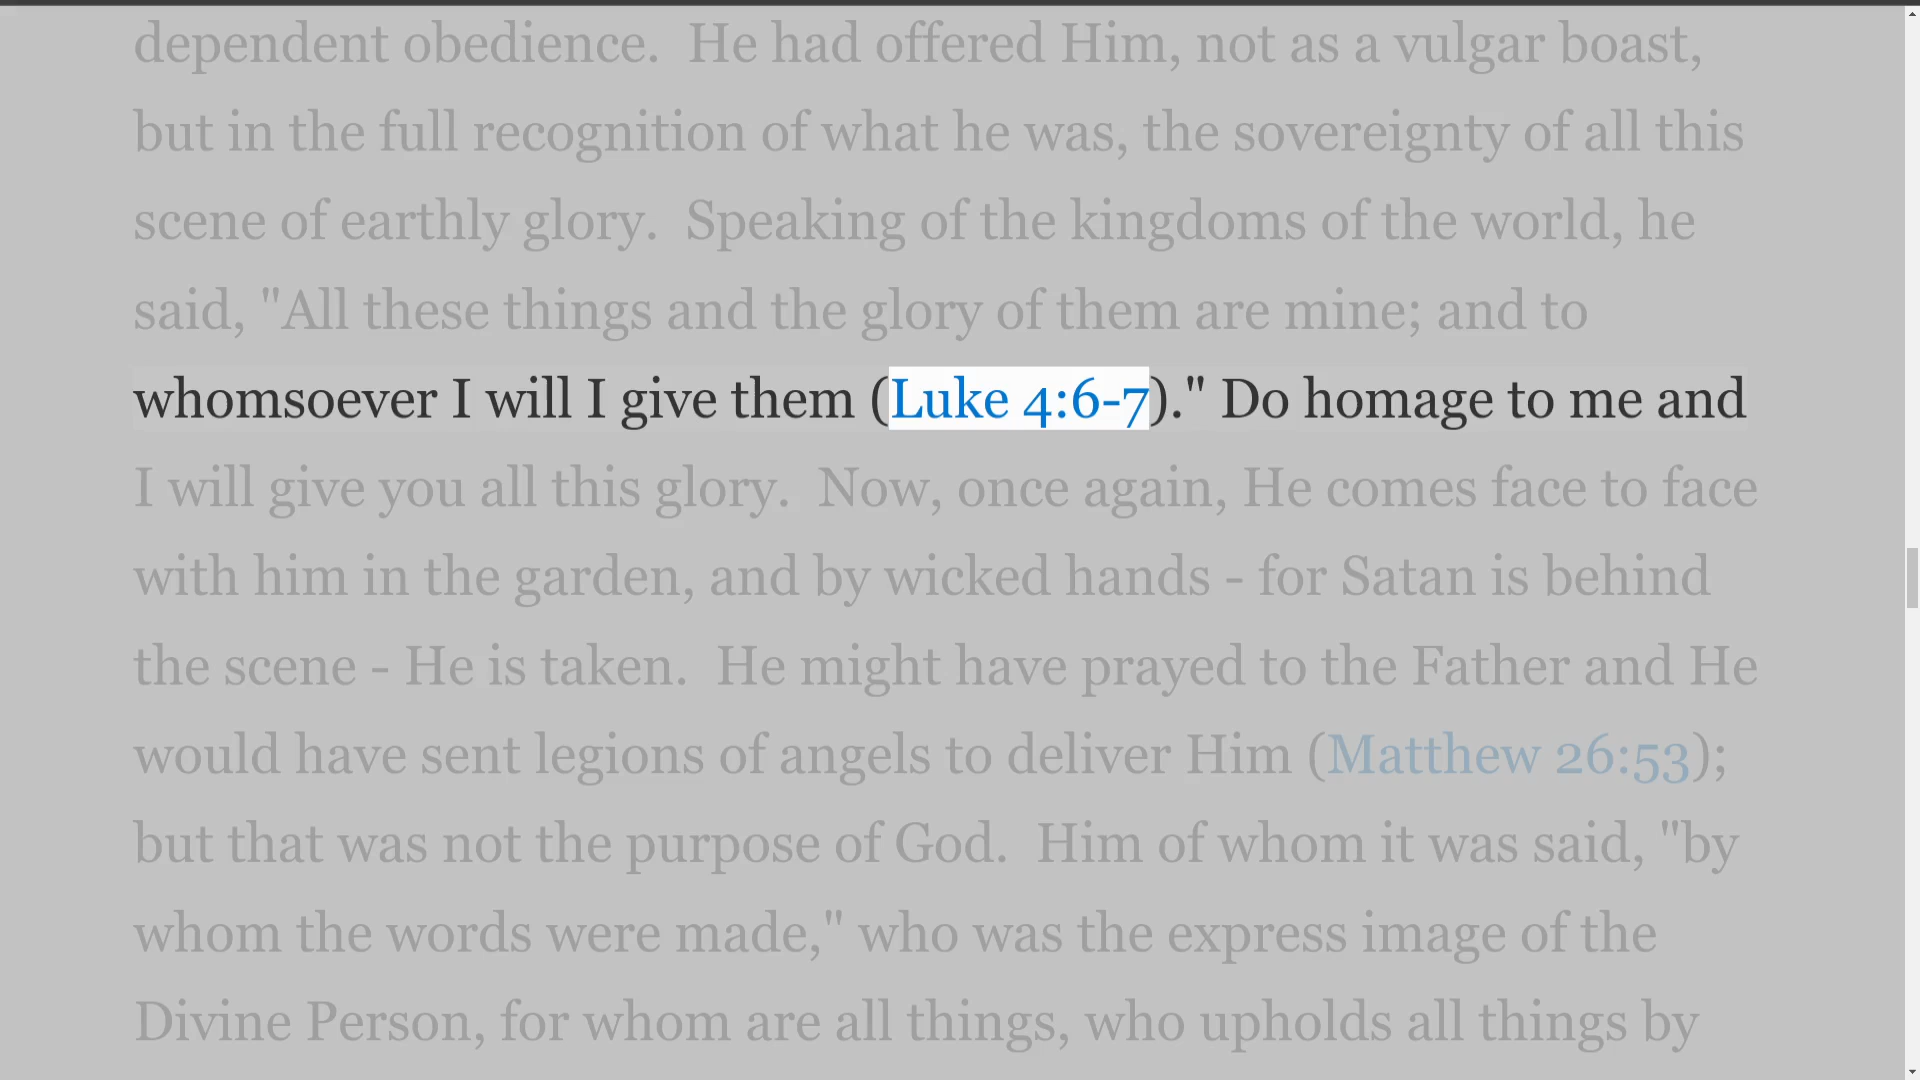 dependent obedience.  He had offered Him, not as a vulgar boast,
but in the full recognition of what he was, the sovereignty of all this
scene of earthly glory.  Speaking of the kingdoms of the world, he
said, "All these things and the glory of them are mine; and to
whomsoever I will I give them (Luke 4:6-7)." Do homage to me and
I will give you all this glory.  Now, once again, He comes face to face
with him in the garden, and by wicked hands - for Satan is behind
the scene - He is taken.  He might have prayed to the Father and He
would have sent legions of angels to deliver Him (Matthew 26:53);
but that was not the purpose of God.  Him of whom it was said, "by
whom the words were made," who was the express image of the
Divine Person, for whom are all things, who upholds all things by